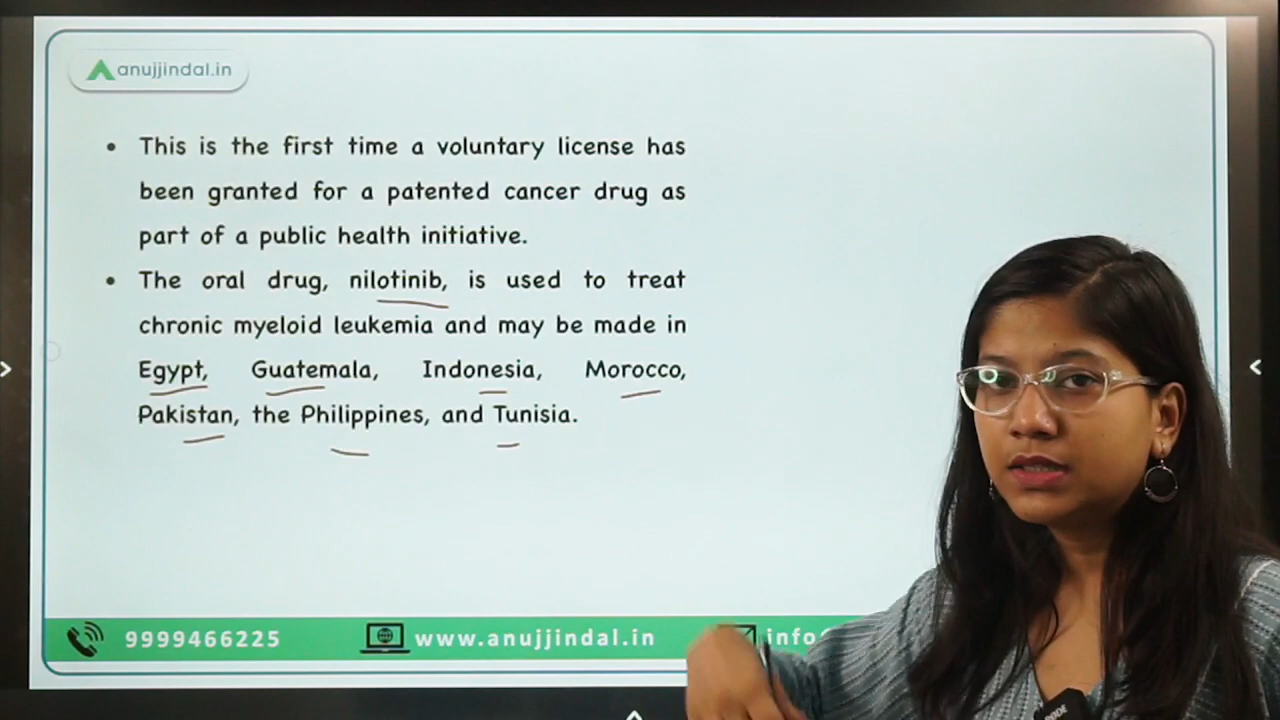 anujjindal.in
• This is the first time a voluntary license has
been granted for a patented cancer drug as
part of a public health initiative.
• The oral drug, nilotinib, is used to treat
chronic myeloid leukemia and may be made in
Egypt, Guatemala, Indonesia, Morocco,
Pakistan, the Philippines, and Tunisia.
9999466225 www.anujjindal.in